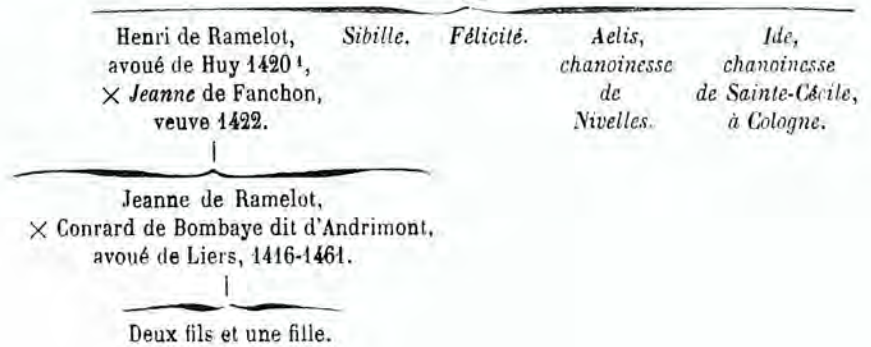 Henri de Ramelot,
avoué de Huy 1420 ¹,
× Jeanne de Fanchon,
veuve 1422.
Sibille.
Félicité.
Aelis,
chanoinesse
de
Nivelles.
Ide,
chanoinesse
de Sainte-Cécile,
à Cologne.
Jeanne de Ramelot,
× Conrard de Bombaye dit d'Andrimont,
avoué de Liers, 1416-1461.
Deux fils et une fille.